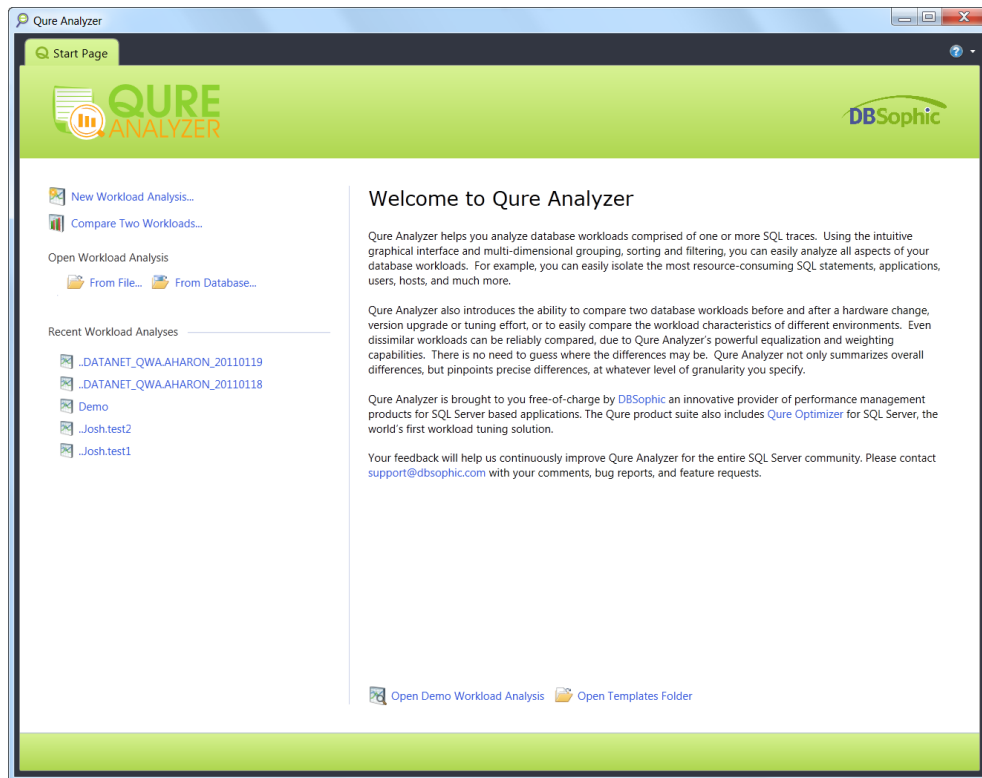 Qure Analyzer
Start Page
QURE
ANALYZER
DBSophic
New Workload Analysis...
Compare Two Workloads...
Open Workload Analysis
From File...
From Database...
Recent Workload Analyses
..DATANET_QWA.AHARON_20110119
..DATANET_QWA.AHARON_20110118
Demo
..Josh.test2
..Josh.test1
Welcome to Qure Analyzer
Qure Analyzer helps you analyze database workloads comprised of one or more SQL traces.  Using the intuitive
graphical interface and multi-dimensional grouping, sorting and filtering, you can easily analyze all aspects of your
database workloads.  For example, you can easily isolate the most resource-consuming SQL statements, applications,
users, hosts, and much more.
Qure Analyzer also introduces the ability to compare two database workloads before and after a hardware change,
version upgrade or tuning effort, or to easily compare the workload characteristics of different environments.  Even
dissimilar workloads can be reliably compared, due to Qure Analyzer's powerful equalization and weighting
capabilities.  There is no need to guess where the differences may be.  Qure Analyzer not only summarizes overall
differences, but pinpoints precise differences, at whatever level of granularity you specify.
Qure Analyzer is brought to you free-of-charge by DBSophic an innovative provider of performance management
products for SQL Server based applications. The Qure product suite also includes Qure Optimizer for SQL Server, the
world's first workload tuning solution.
Your feedback will help us continuously improve Qure Analyzer for the entire SQL Server community. Please contact
support@dbsophic.com with your comments, bug reports, and feature requests.
Open Demo Workload Analysis
Open Templates Folder